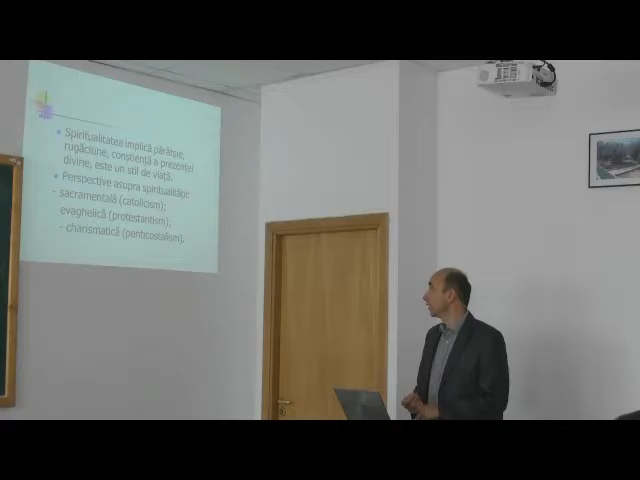 Spiritualitatea implică părătșie,
rugăciune, conștiență a prezenței
divine, este un stil de viață.
Perspective asupra spiritualității:
- sacramentală (catolicism);
evaghelică (protestantism);
- charismatică (penticostalism).